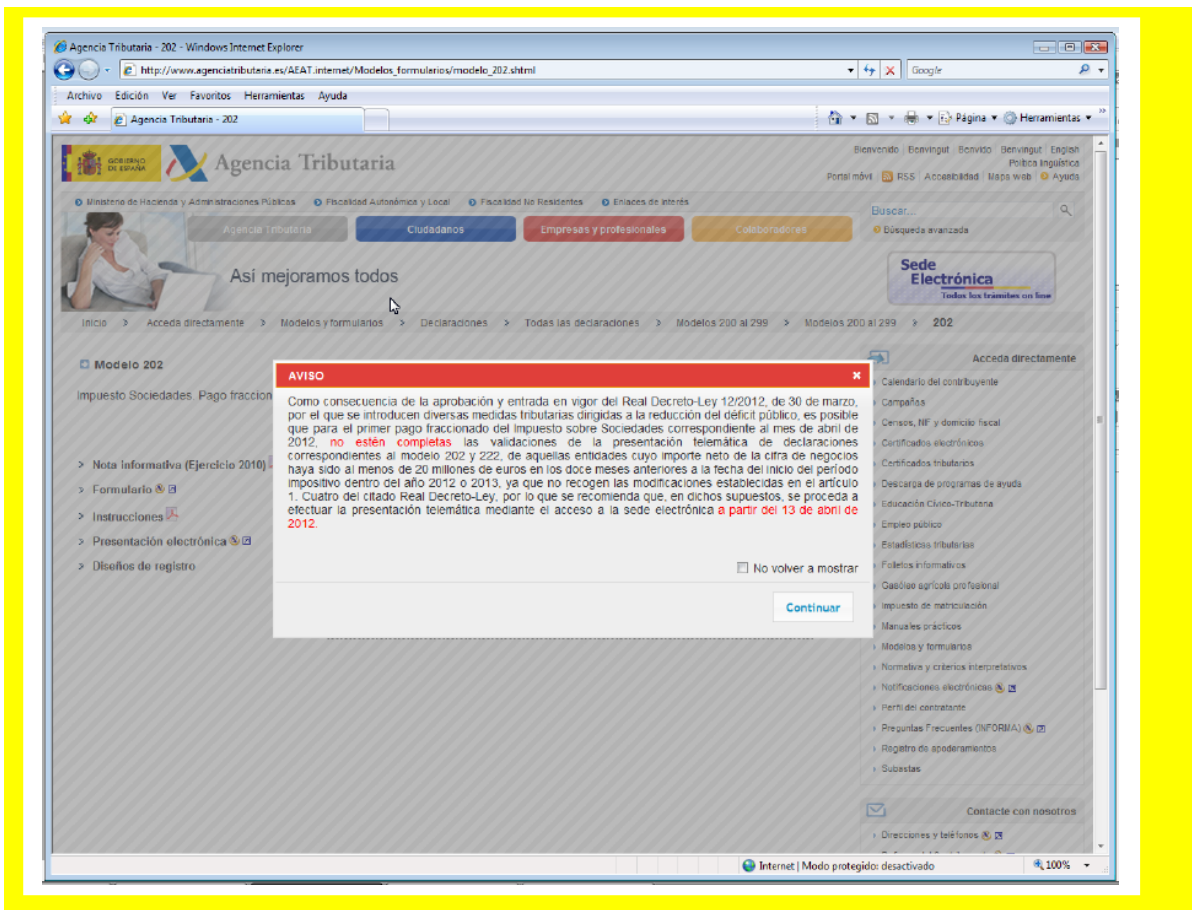 Agencia Tributaria - 202 - Windows Internet Explorer
http://www.agenciatributaria.es/AEAT.internet/Modelos_formularios/modelo_202.shtml
Google
Archivo Edición Ver Favoritos Herramientas Ayuda
Agencia Tributaria - 202
Página Herramientas
GOBIERNO DE ESPAÑA
Agencia Tributaria
Bienvenido Benvingut Benvido Benvingut English
Política lingüística
Portal móvil RSS Accesibilidad Mapa web Ayuda
Ministerio de Hacienda y Administraciones Públicas Fiscalidad Autonómica y Local Fiscalidad No Residentes Enlaces de interés
Buscar...
Búsqueda avanzada
Agencia Tributaria Ciudadanos Empresas y profesionales Colaboradores
Así mejoramos todos
Sede
Electrónica
Todos los trámites on line
Inicio > Acceda directamente > Modelos y formularios > Declaraciones > Todas las declaraciones > Modelos 200 al 299 > Modelos 200 al 299 > 202
Modelo 202
Impuesto Sociedades. Pago fraccion
> Nota informativa (Ejercicio 2010)
> Formulario
> Instrucciones
> Presentación electrónica
> Diseños de registro
AVISO
Como consecuencia de la aprobación y entrada en vigor del Real Decreto-Ley 12/2012, de 30 de marzo,
por el que se introducen diversas medidas tributarias dirigidas a la reducción del déficit público, es posible
que para el primer pago fraccionado del Impuesto sobre Sociedades correspondiente al mes de abril de
2012, no estén completas las validaciones de la presentación telemática de declaraciones
correspondientes al modelo 202 y 222, de aquellas entidades cuyo importe neto de la cifra de negocios
haya sido al menos de 20 millones de euros en los doce meses anteriores a la fecha del inicio del período
impositivo dentro del año 2012 o 2013, ya que no recogen las modificaciones establecidas en el artículo
1. Cuatro del citado Real Decreto-Ley, por lo que se recomienda que, en dichos supuestos, se proceda a
efectuar la presentación telemática mediante el acceso a la sede electrónica a partir del 13 de abril de
2012.
No volver a mostrar
Continuar
Acceda directamente
Calendario del contribuyente
Campañas
Censos, NIF y domicilio fiscal
Certificados electrónicos
Certificados tributarios
Descarga de programas de ayuda
Educación Cívico-Tributaria
Empleo público
Estadísticas tributarias
Folletos informativos
Gasóleo agrícola profesional
Impuesto de matriculación
Manuales prácticos
Modelos y formularios
Normativa y criterios interpretativos
Notificaciones electrónicas
Perfil del contratante
Preguntas Frecuentes (INFORMA)
Registro de apoderamientos
Subastas
Contacte con nosotros
Direcciones y teléfonos
Internet | Modo protegido: desactivado
100%